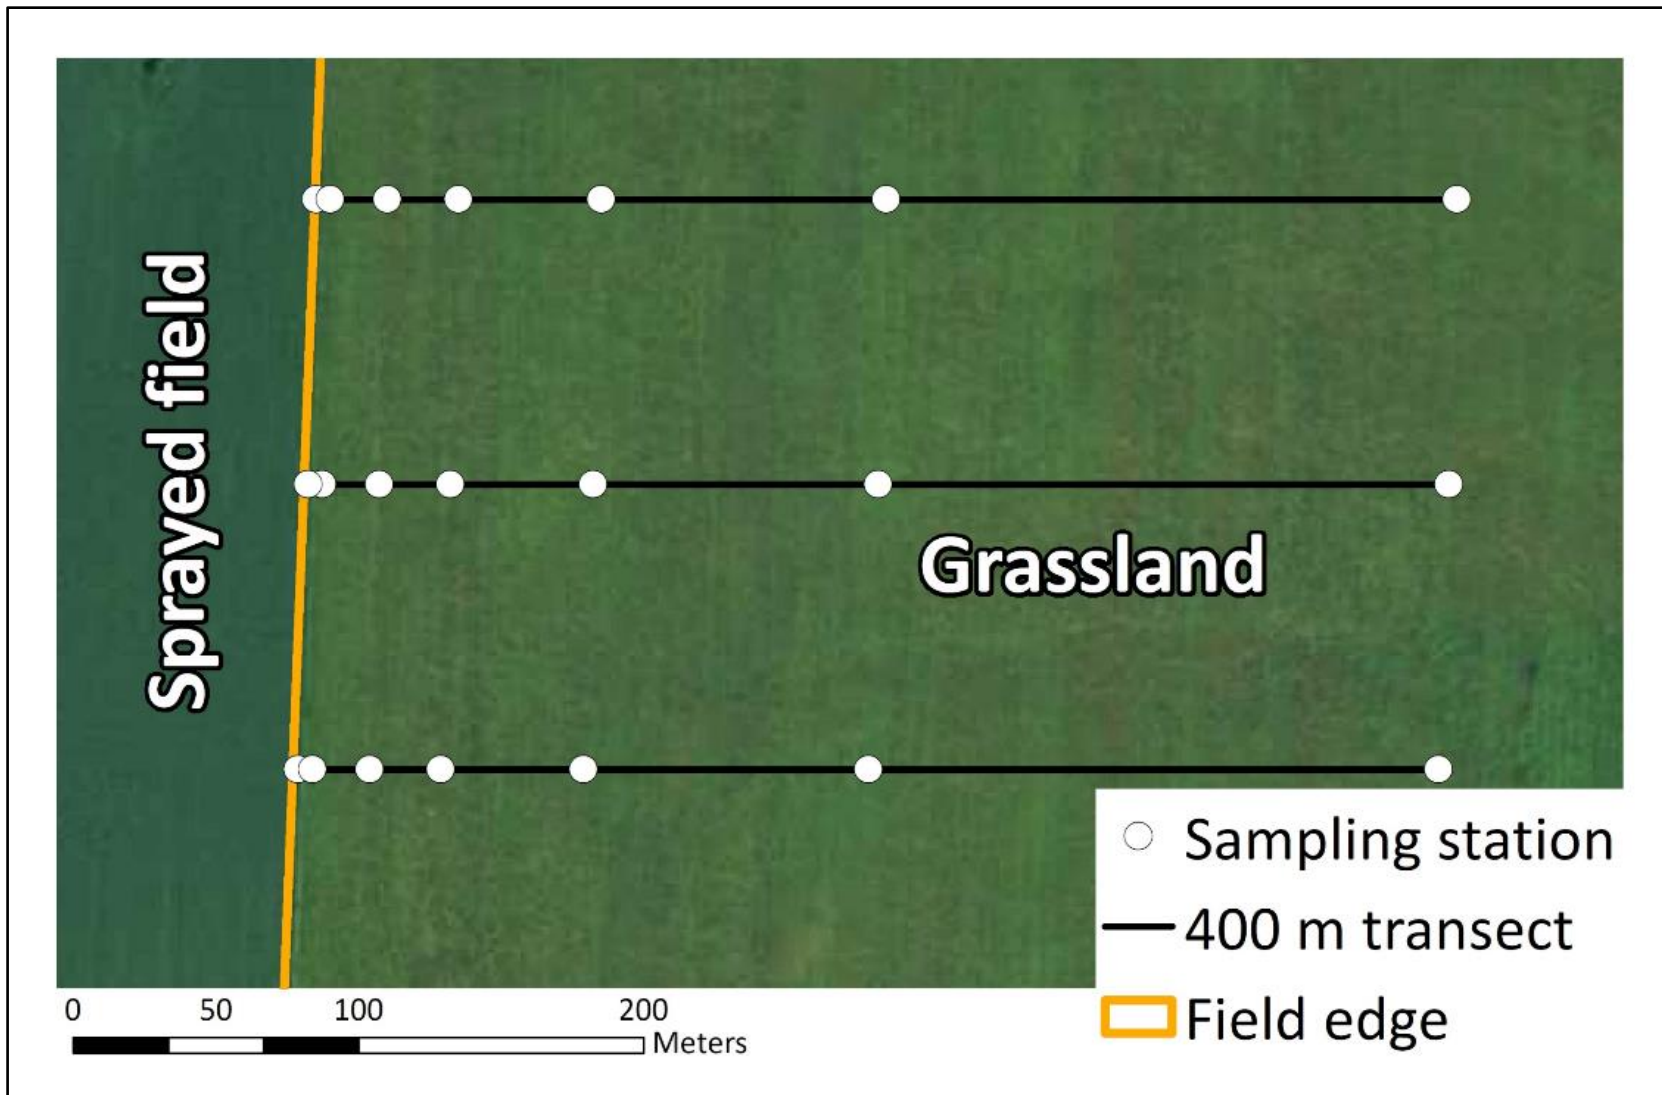 Sprayed field
Grassland
Sampling station
400 m transect
Field edge
0 50 100 200
Meters